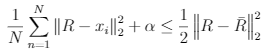 \frac{1}{N} \sum_{n=1}^{N} \|R - x_i\|_2^2 + \alpha \leq \frac{1}{2} \left\| R - \bar{R} \right\|_2^2